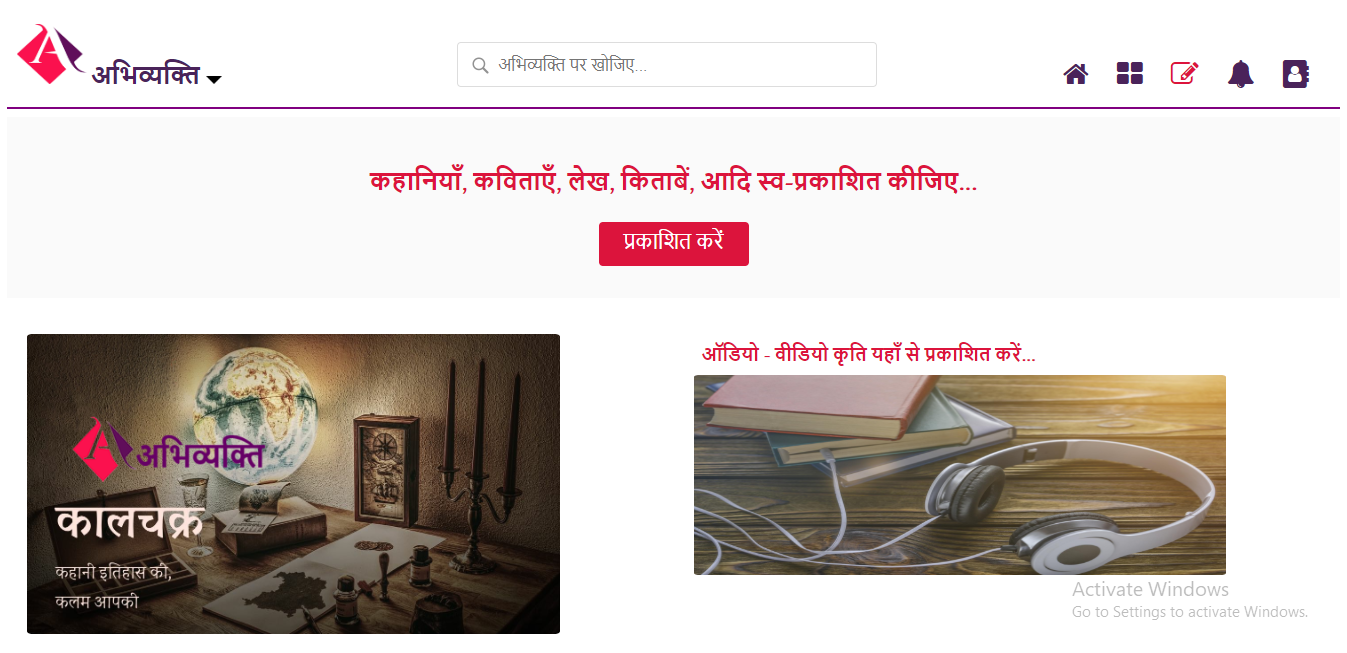 अभिव्यक्ति
अभिव्यक्ति पर खोजिए...
कहानियाँ, कविताएँ, लेख, किताबें, आदि स्व-प्रकाशित कीजिए...
प्रकाशित करें
अभिव्यक्ति
कालचक्र
कहानी इतिहास की,
कलम आपकी
ऑडियो - वीडियो कृति यहाँ से प्रकाशित करें...
Activate Windows
Go to Settings to activate Windows.